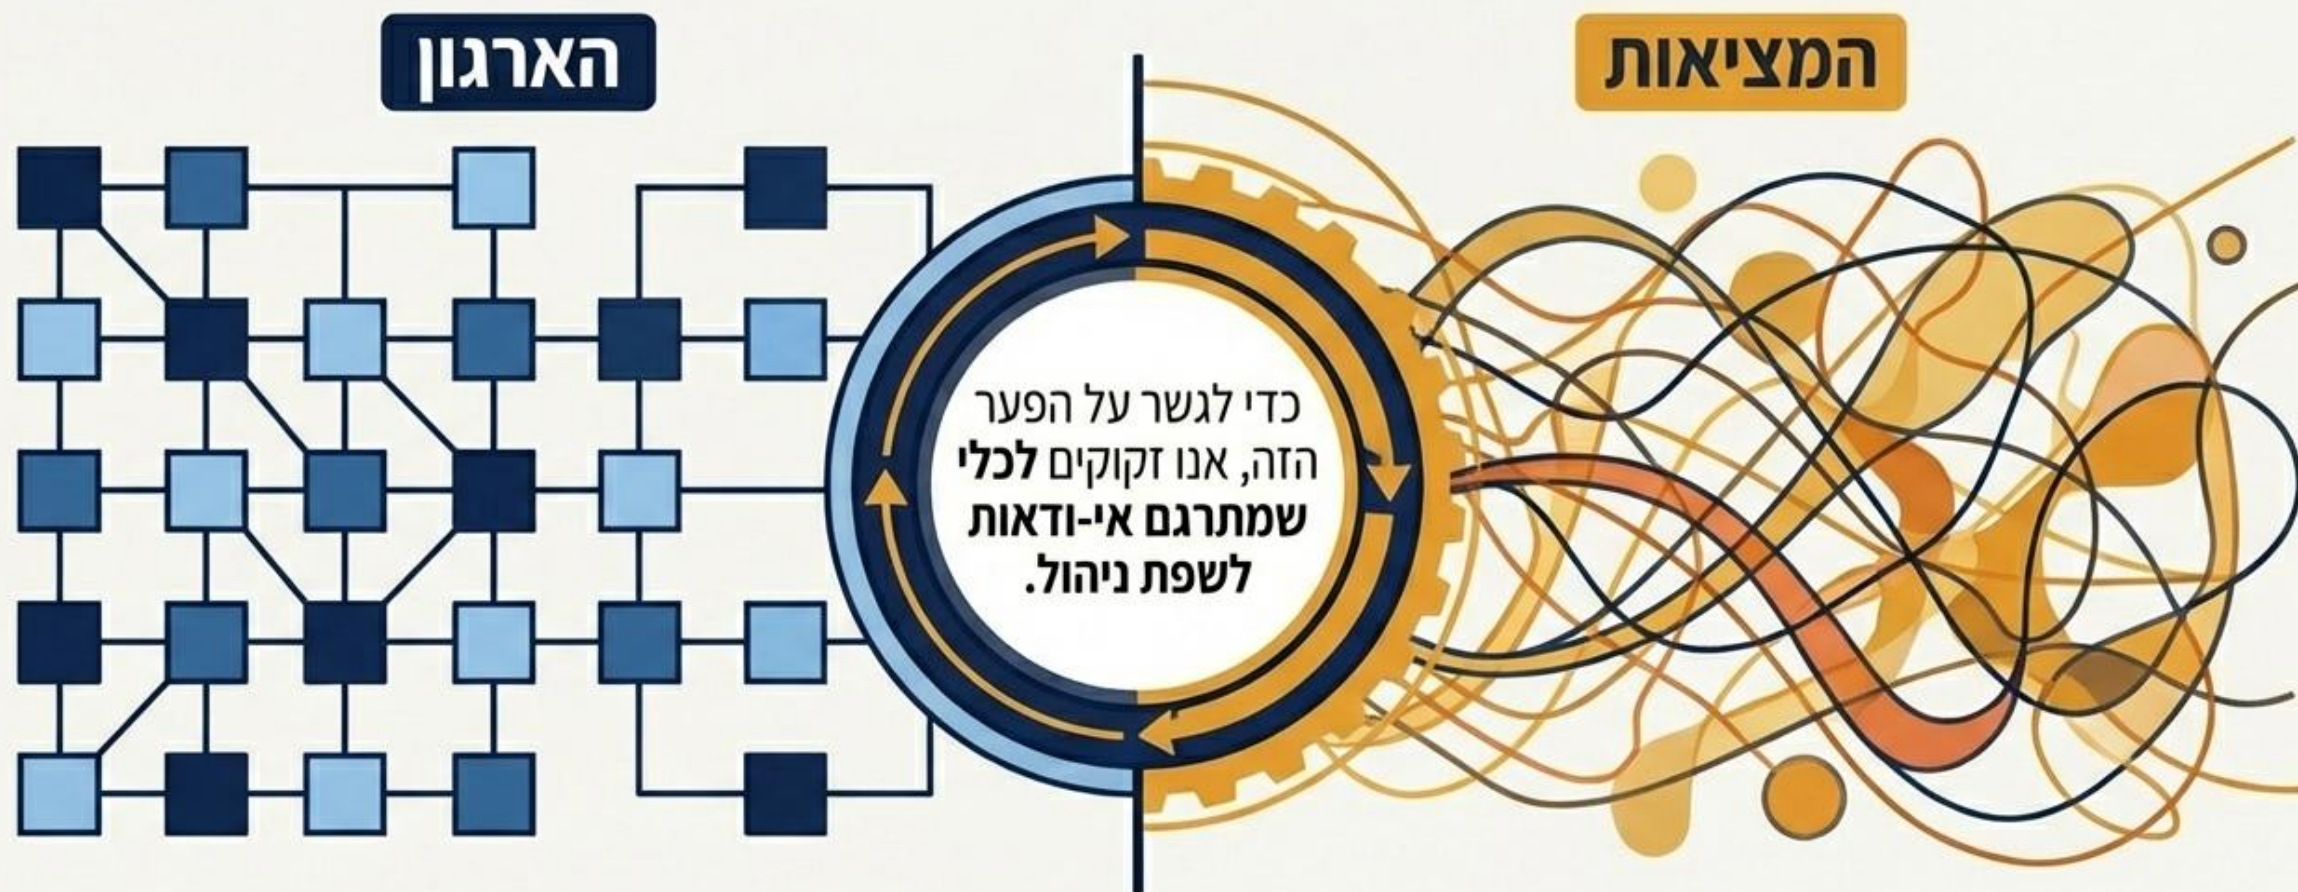 המציאות
הארגון
כדי לגשר על הפער
הזה, אנו זקוקים לכלי
שמתרגם אי-ודאות
לשפת ניהול.